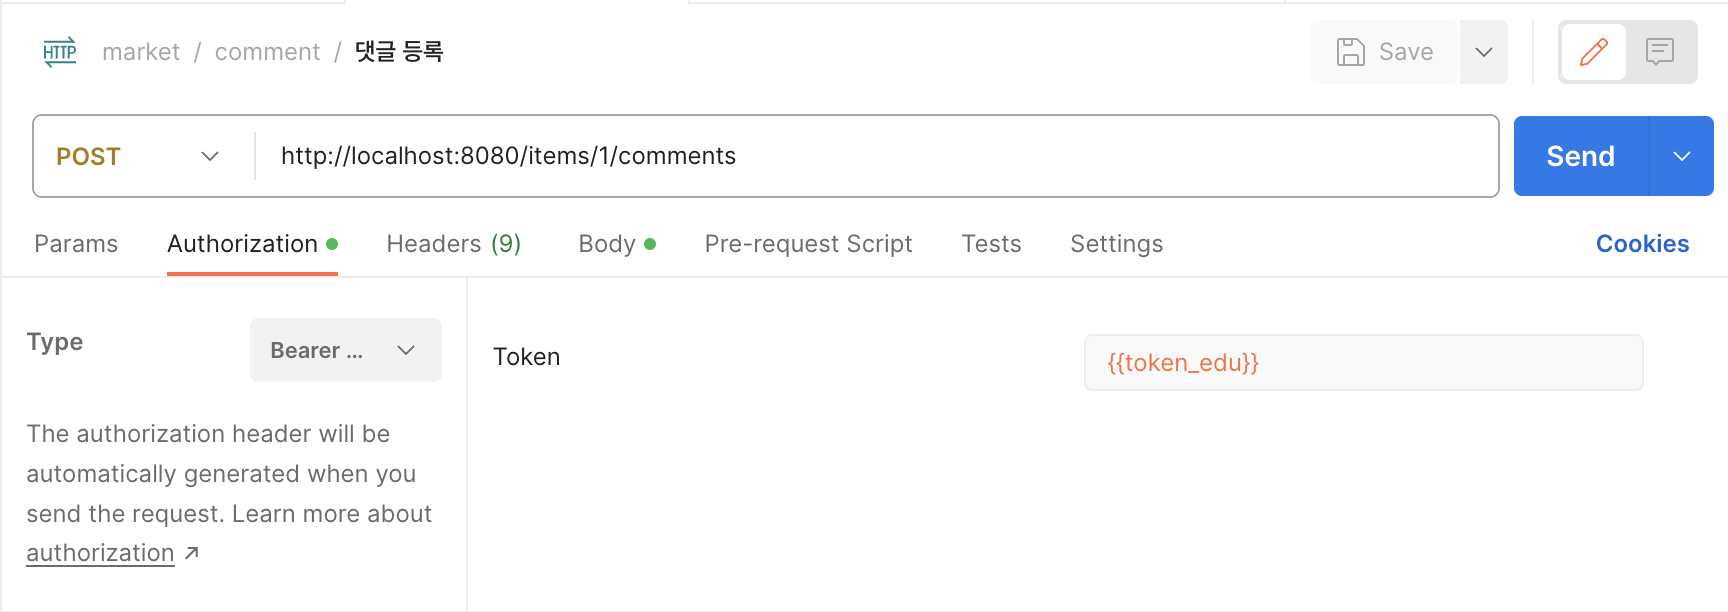 HTTP market / comment / 댓글 등록 Save
POST http://localhost:8080/items/1/comments Send
Params Authorization Headers (9) Body Pre-request Script Tests Settings Cookies
Type Bearer ...
Token {{token_edu}}
The authorization header will be
automatically generated when you
send the request. Learn more about
authorization ↗